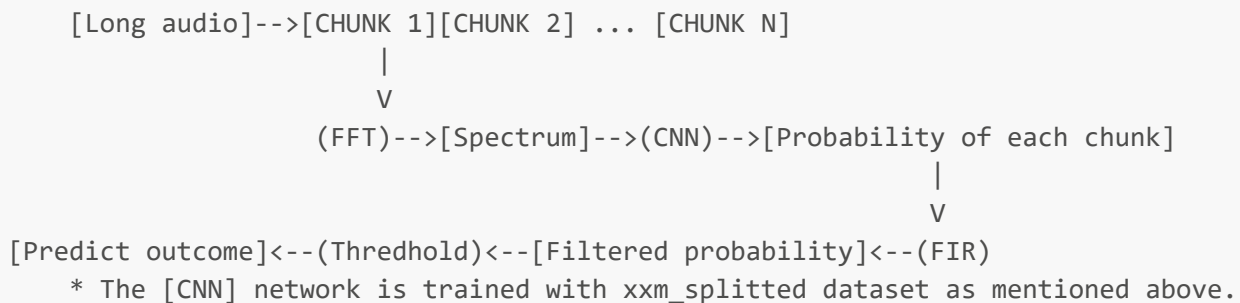 [Long audio]-->[CHUNK 1][CHUNK 2] ... [CHUNK N]
|
V
(FFT)-->[Spectrum]-->(CNN)-->[Probability of each chunk]
|
V
[Predict outcome]<--(Thredhold)<--[Filtered probability]<--(FIR)
* The [CNN] network is trained with xxm_splitted dataset as mentioned above.